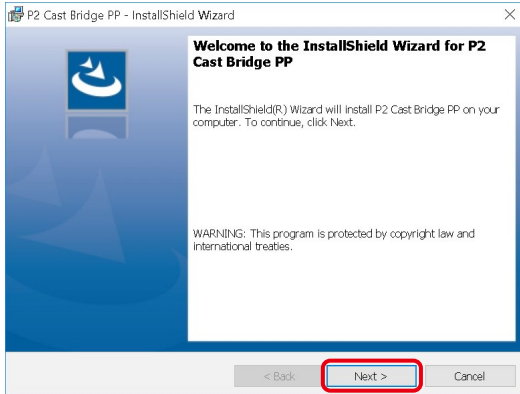 P2 Cast Bridge PP - InstallShield Wizard
Welcome to the InstallShield Wizard for P2
Cast Bridge PP
The InstallShield(R) Wizard will install P2 Cast Bridge PP on your
computer. To continue, click Next.
WARNING: This program is protected by copyright law and
international treaties.
< Back
Next >
Cancel